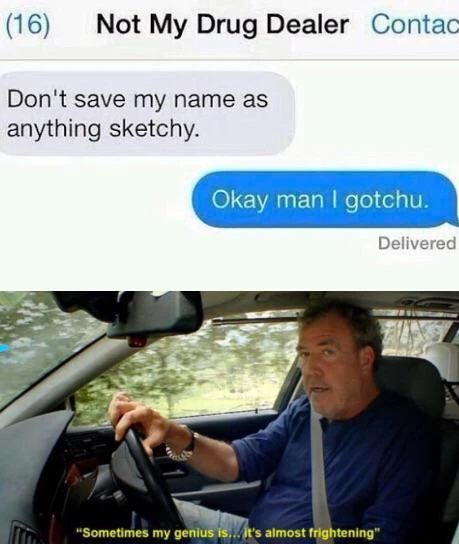 (16) Not My Drug Dealer Contac
Don't save my name as
anything sketchy.
Okay man I gotchu.
Delivered
"Sometimes my genius is... it's almost frightening"